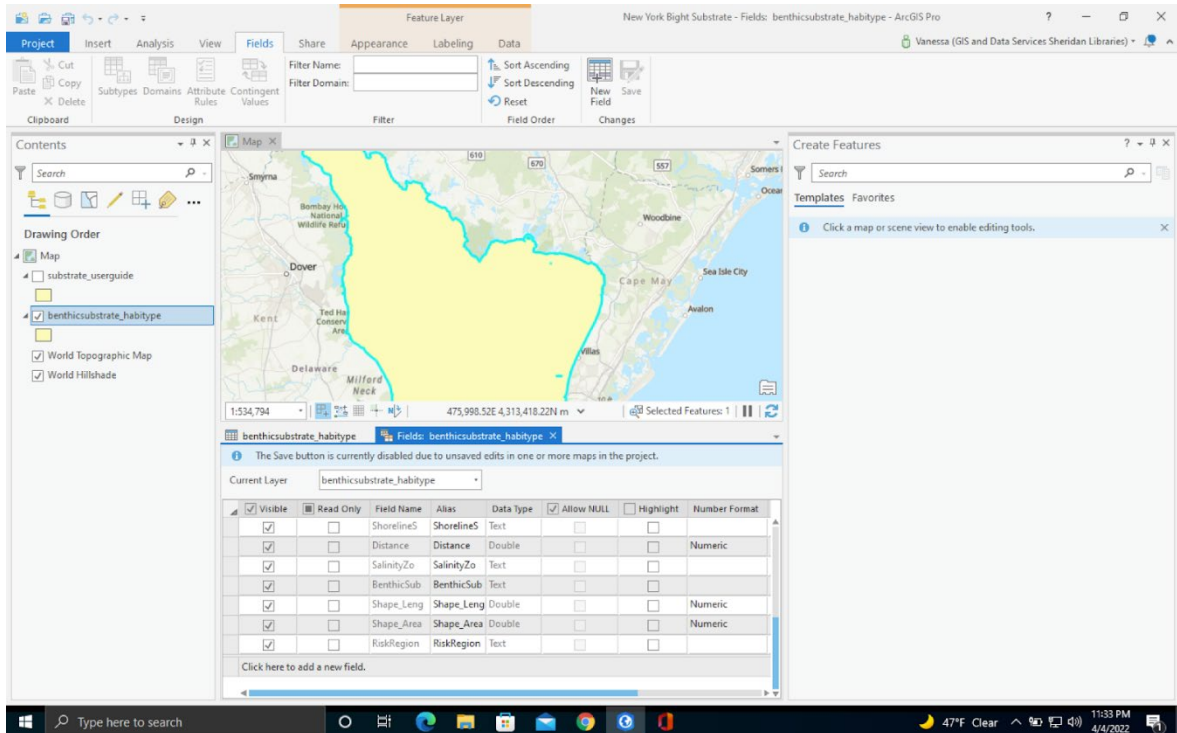 Feature Layer
New York Bight Substrate - Fields: benthicsubstrate_habitype - ArcGIS Pro
?
Project Insert Analysis View Fields Share Appearance Labeling Data
Vanessa (GIS and Data Services Sheridan Libraries)
Paste
Cut
Copy
Delete
Clipboard
Subtypes Domains Attribute Rules Contingent Values
Design
Filter Name:
Filter Domain:
Filter
Sort Ascending
Sort Descending
Reset
Field Order
New Field
Save
Changes
Contents
Search
Drawing Order
Map
substrate_userguide
benthicsubstrate_habitype
World Topographic Map
World Hillshade
Map
610
670
557
Smyrna
Somers
Ocean
Bombay
National
Wildlife Refu
Woodbine
Dover
Sea Isle City
Cape May
Kent
Ted Ha
Conserv
Area
Avalon
Villas
Delaware
Milford
Neck
1:534,794
475,998.52E 4,313,418.22N m
Selected Features: 1
benthicsubstrate_habitype
Fields: benthicsubstrate_habitype
The Save button is currently disabled due to unsaved edits in one or more maps in the project.
Current Layer benthicsubstrate_habitype
Visible Read Only Field Name Alias Data Type Allow NULL Highlight Number Format
ShorelineS ShorelineS Text
Distance Distance Double Numeric
SalinityZo SalinityZo Text
BenthicSub BenthicSub Text
Shape_Leng Shape_Leng Double Numeric
Shape_Area Shape_Area Double Numeric
RiskRegion RiskRegion Text
Click here to add a new field.
Create Features
?
Search
Templates Favorites
Click a map or scene view to enable editing tools.
Type here to search
47°F Clear
11:33 PM
4/4/2022